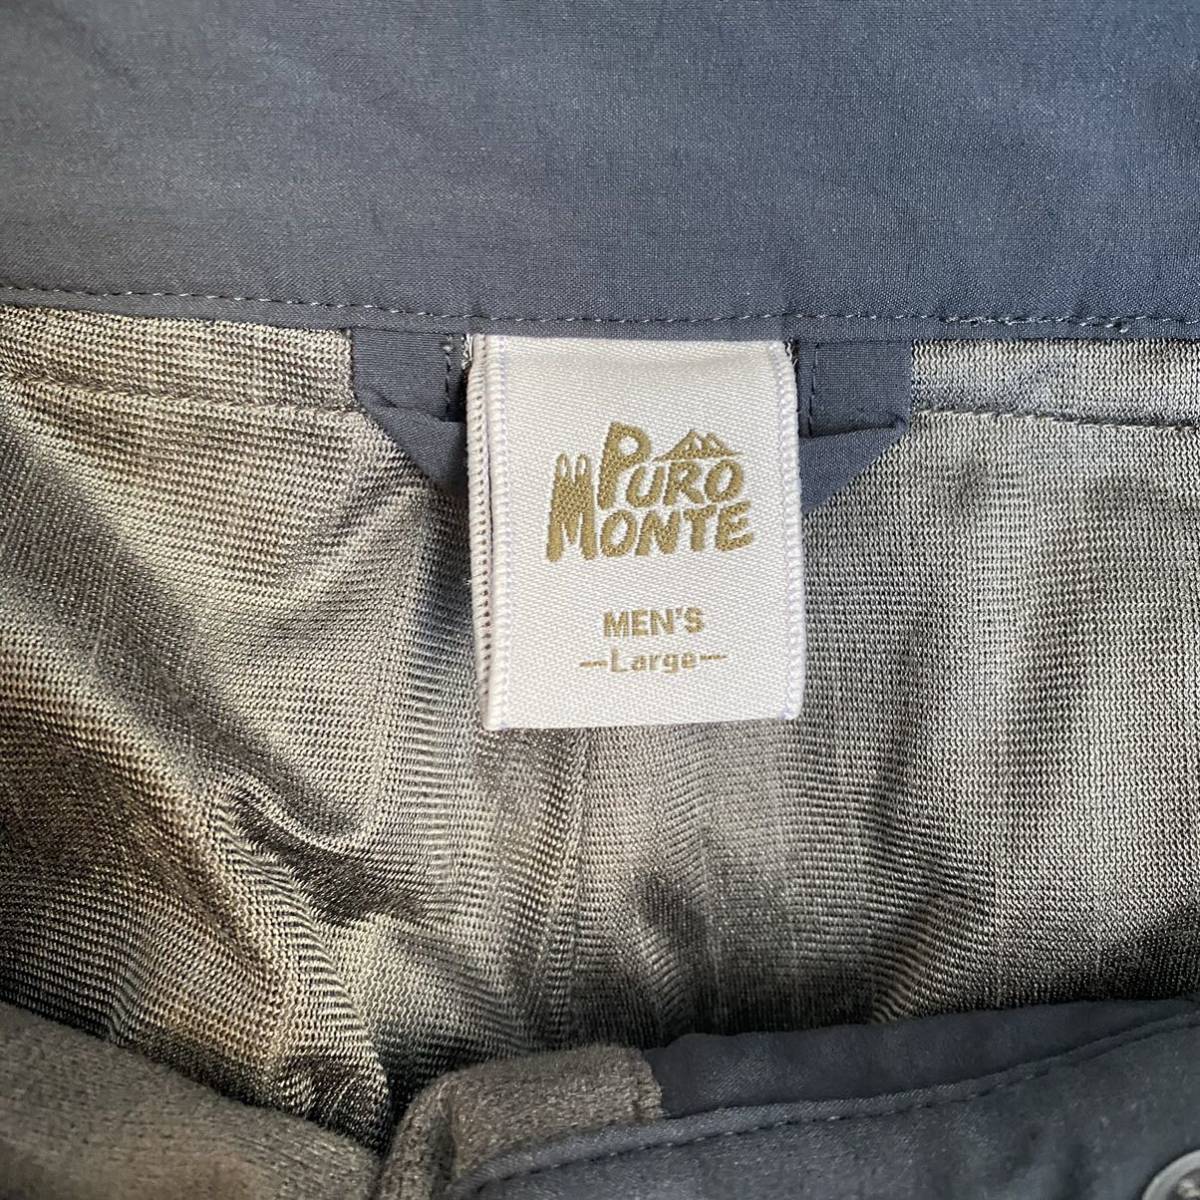 PURO
MONTE
MEN'S
—Large—